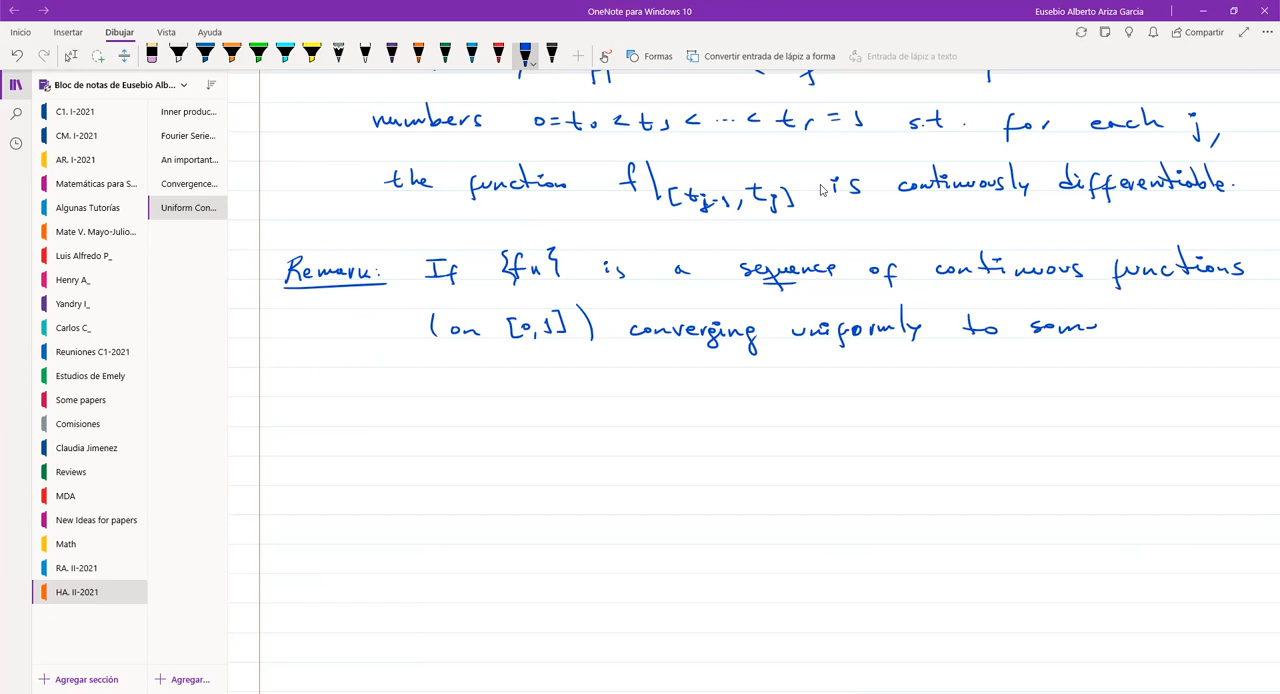 OneNote para Windows 10
Eusebio Alberto Ariza Garcia
Inicio Insertar Dibujar Vista Ayuda
Compartir
Formas Convertir entrada de lápiz a forma Entrada de lápiz a texto
Bloc de notas de Eusebio Alb...
C1. I-2021
CM. I-2021
AR. I-2021
Matemáticas para S...
Algunas Tutorías
Mate V. Mayo-Julio...
Luis Alfredo P_
Henry A_
Yandry I_
Carlos C_
Reuniones C1-2021
Estudios de Emely
Some papers
Comisiones
Claudia Jimenez
Reviews
MDA
New Ideas for papers
Math
RA. II-2021
HA. II-2021
Agregar sección
Inner produc...
Fourier Serie...
An important...
Convergence...
Uniform Con...
Agregar...
numbers 0=t0 < t1 < ... < tr = 1 s.t. for each j,
the function f|[tj-1, tj] is continuously differentiable.
Remark: If {fn} is a sequence of continuous functions
(on [0,1]) converging uniformly to som